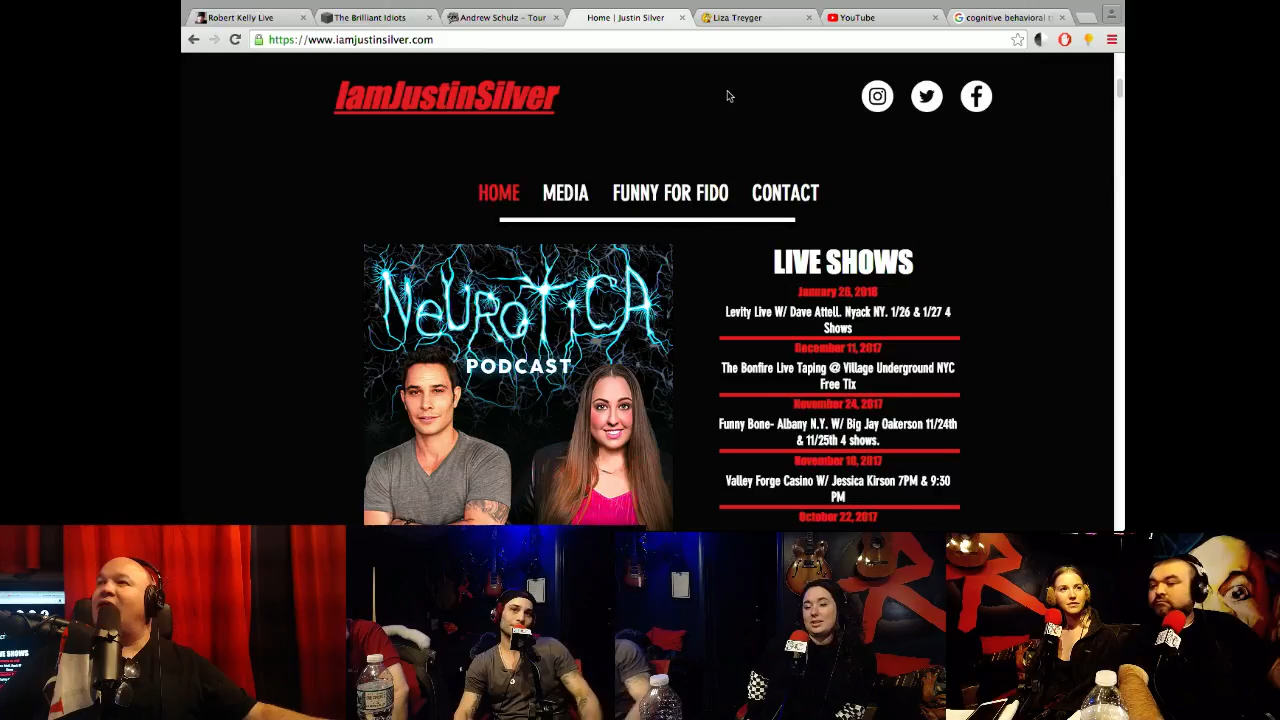 Robert Kelly Live
The Brilliant Idiots
Andrew Schulz - Tour
Home | Justin Silver
Liza Treyger
YouTube
cognitive behavioral t
https://www.iamjustinsilver.com
IamJustinSilver
HOME
MEDIA
FUNNY FOR FIDO
CONTACT
NEUROTICA
PODCAST
LIVE SHOWS
January 26, 2018
Levity Live W/ Dave Attell. Nyack NY. 1/26 & 1/27 4
Shows
December 11, 2017
The Bonfire Live Taping @ Village Underground NYC
Free Tix
November 24, 2017
Funny Bone- Albany N.Y. W/ Big Jay Oakerson 11/24th
& 11/25th 4 shows.
November 10, 2017
Valley Forge Casino W/ Jessica Kirson 7PM & 9:30
PM
October 22, 2017
LIVE SHOWS